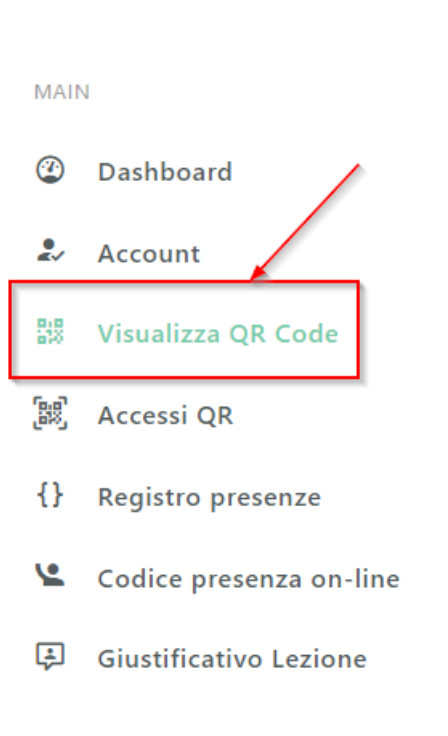 MAIN
Dashboard
Account
Visualizza QR Code
Accessi QR
Registro presenze
Codice presenza on-line
Giustificativo Lezione